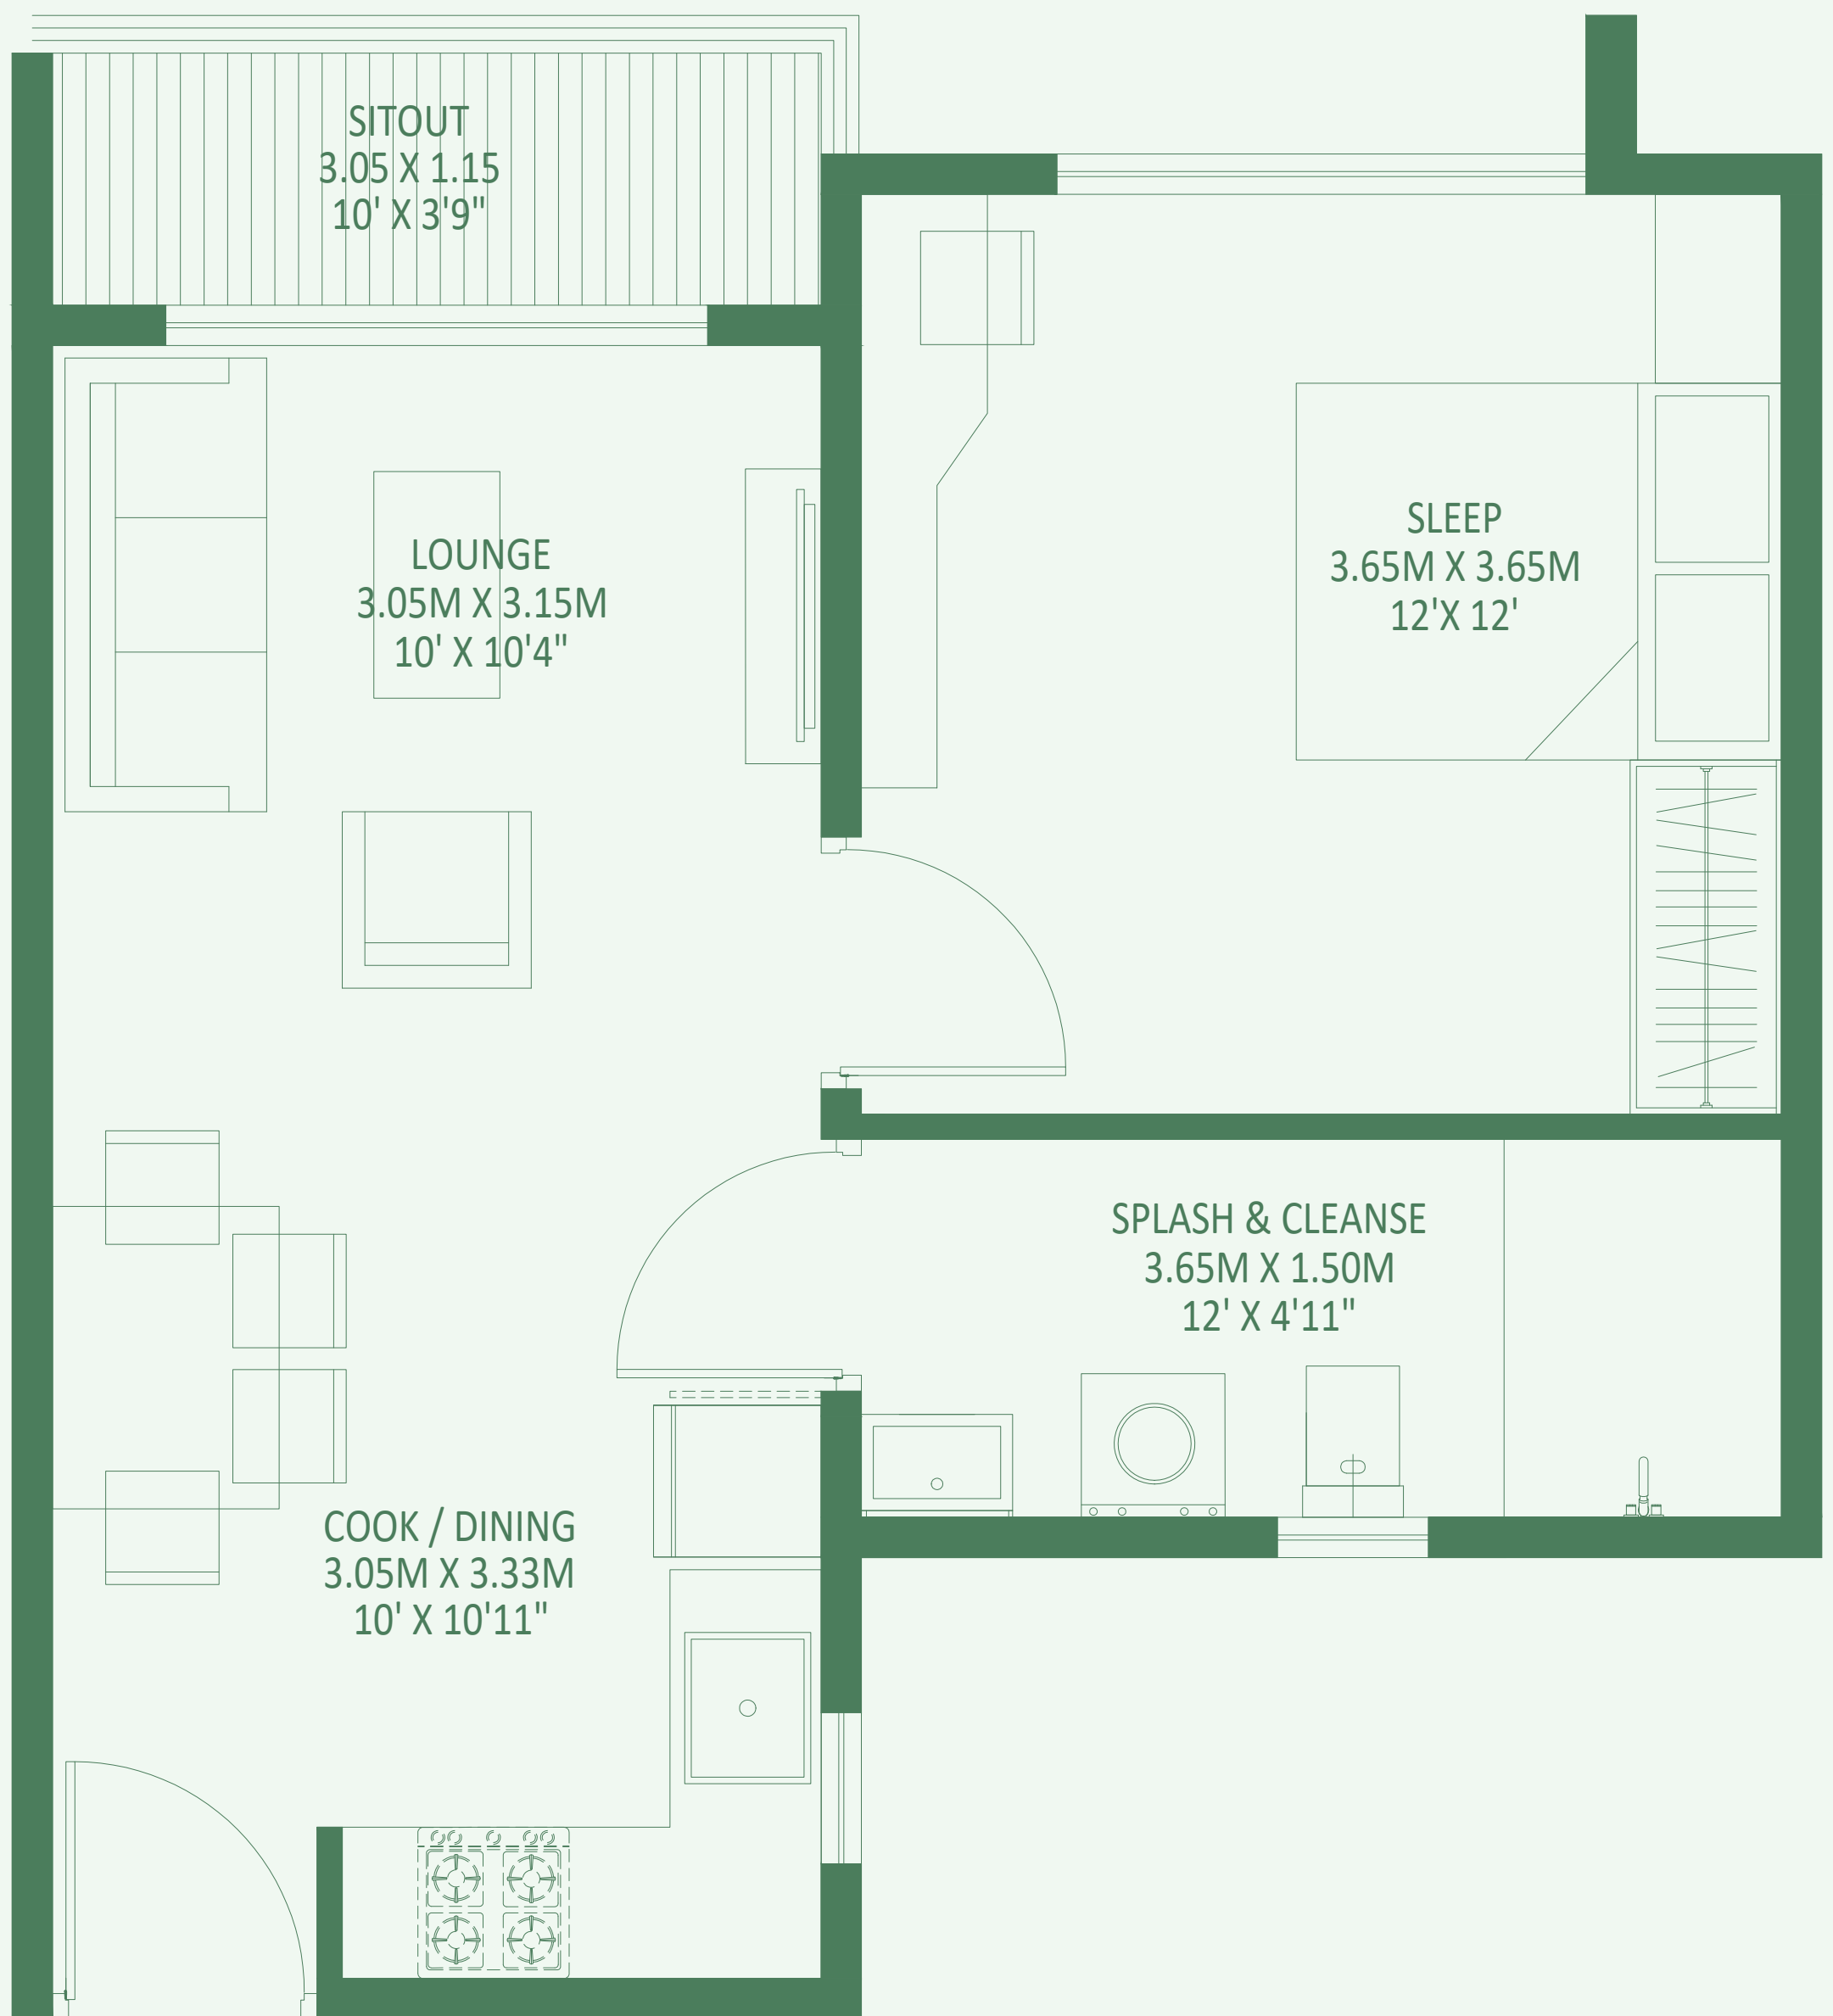 SITOUT
3.05 X 1.15
10' X 3'9"
LOUNGE
3.05M X 3.15M
10' X 10'4"
SLEEP
3.65M X 3.65M
12'X 12'
SPLASH & CLEANSE
3.65M X 1.50M
12' X 4'11"
COOK / DINING
3.05M X 3.33M
10' X 10'11"